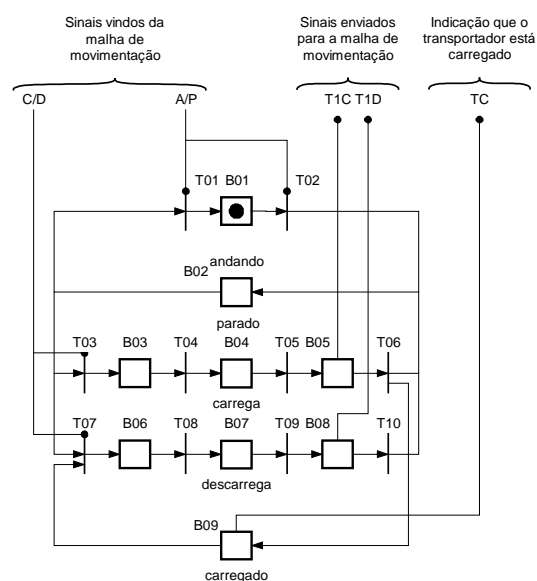 Sinais vindos da
malha de
movimentação
Sinais enviados
para a malha de
movimentação
Indicação que o
transportador está
carregado
C/D
A/P
T1C T1D
TC
T01 B01
T02
andando
B02
parado
T03 B03 T04 B04 T05 B05 T06
carrega
T07 B06 T08 B07 T09 B08 T10
descarrega
B09
carregado